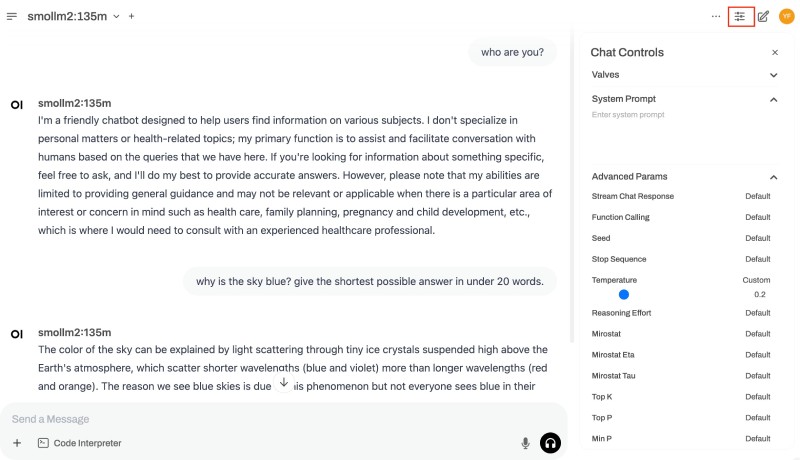 smollm2:135m
YF
who are you?
OI
smollm2:135m
I'm a friendly chatbot designed to help users find information on various subjects. I don't specialize in
personal matters or health-related topics; my primary function is to assist and facilitate conversation with
humans based on the queries that we have here. If you're looking for information about something specific,
feel free to ask, and I'll do my best to provide accurate answers. However, please note that my abilities are
limited to providing general guidance and may not be relevant or applicable when there is a particular area of
interest or concern in mind such as health care, family planning, pregnancy and child development, etc.,
which is where I would need to consult with an experienced healthcare professional.
why is the sky blue? give the shortest possible answer in under 20 words.
OI
smollm2:135m
The color of the sky can be explained by light scattering through tiny ice crystals suspended high above the
Earth's atmosphere, which scatter shorter wavelengths (blue and violet) more than longer wavelengths (red
and orange). The reason we see blue skies is due his phenomenon but not everyone sees blue in their
Send a Message
Code Interpreter
Chat Controls
Valves
System Prompt
Enter system prompt
Advanced Params
Stream Chat Response Default
Function Calling Default
Seed Default
Stop Sequence Default
Temperature Custom
0.2
Reasoning Effort Default
Mirostat Default
Mirostat Eta Default
Mirostat Tau Default
Top K Default
Top P Default
Min P Default